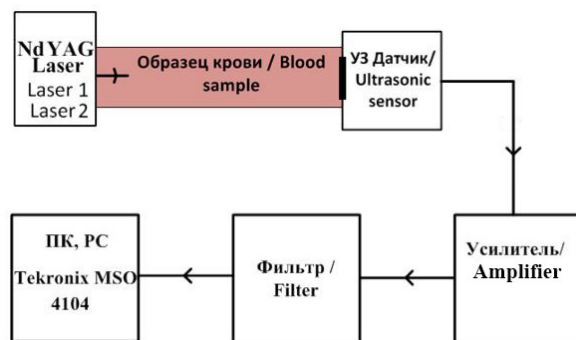 Nd YAG
Laser
Laser 1
Laser 2
Образец крови / Blood
sample
УЗ Датчик/
Ultrasonic
sensor
ПК, PC
Tekronix MSO
4104
Фильтр /
Filter
Усилитель/
Amplifier